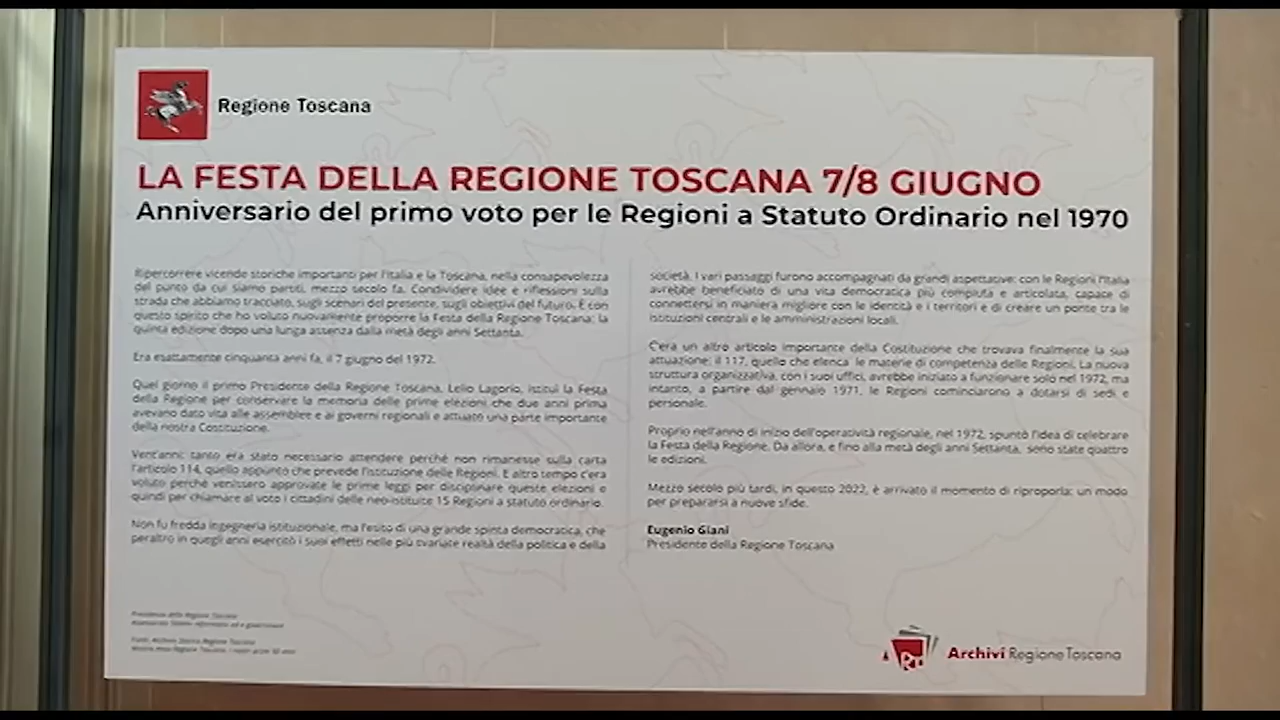 Regione Toscana
LA FESTA DELLA REGIONE TOSCANA 7/8 GIUGNO
Anniversario del primo voto per le Regioni a Statuto Ordinario nel 1970
Ripercorrere vicende storiche importanti per l'Italia e la Toscana, nella consapevolezza
del punto da cui siamo partiti, mezzo secolo fa. Condividere idee e riflessioni sulla
strada che abbiamo tracciato, sugli scenari del presente, sugli obiettivi del futuro. È con
questo spirito che ho voluto nuovamente proporre la Festa della Regione Toscana: la
quinta edizione dopo una lunga assenza dalla metà degli anni Settanta.
Era esattamente cinquanta anni fa, il 7 giugno del 1972.
Quel giorno il primo Presidente della Regione Toscana, Lelio Lagorio, istituì la Festa
della Regione per conservare la memoria delle prime elezioni che due anni prima
avevano dato vita alle assemblee e ai governi regionali e attuato una parte importante
della nostra Costituzione.
Vent'anni: tanto era stato necessario attendere perché non rimanesse sulla carta
l'articolo 114, quello appunto che prevede l'istituzione delle Regioni. E altro tempo c'era
voluto perché venissero approvate le prime leggi per disciplinare queste elezioni e
quindi per chiamare al voto i cittadini delle neo-istituite 15 Regioni a statuto ordinario.
Non fu fredda ingegneria istituzionale, ma l'esito di una grande spinta democratica, che
peraltro in quegli anni esercitò i suoi effetti nelle più svariate realtà della politica e della
società. I vari passaggi furono accompagnati da grandi aspettative: con le Regioni l'Italia
avrebbe beneficiato di una vita democratica più compiuta e articolata, capace di
connettersi in maniera migliore con le identità e i territori e di creare un ponte tra le
istituzioni centrali e le amministrazioni locali.
C'era un altro articolo importante della Costituzione che trovava finalmente la sua
attuazione: il 117, quello che elenca le materie di competenza delle Regioni. La nuova
struttura organizzativa, con i suoi uffici, avrebbe iniziato a funzionare solo nel 1972, ma
intanto, a partire dal gennaio 1971, le Regioni cominciarono a dotarsi di sedi e
personale.
Proprio nell'anno di inizio dell'operatività regionale, nel 1972, spuntò l'idea di celebrare
la Festa della Regione. Da allora, e fino alla metà degli anni Settanta, sono state quattro
le edizioni.
Mezzo secolo più tardi, in questo 2022, è arrivato il momento di riproporla: un modo
per prepararsi a nuove sfide.
Eugenio Giani
Presidente della Regione Toscana
Presidenza della Regione Toscana
Fonti: Archivio Storico Regione Toscana
Archivi Regione Toscana